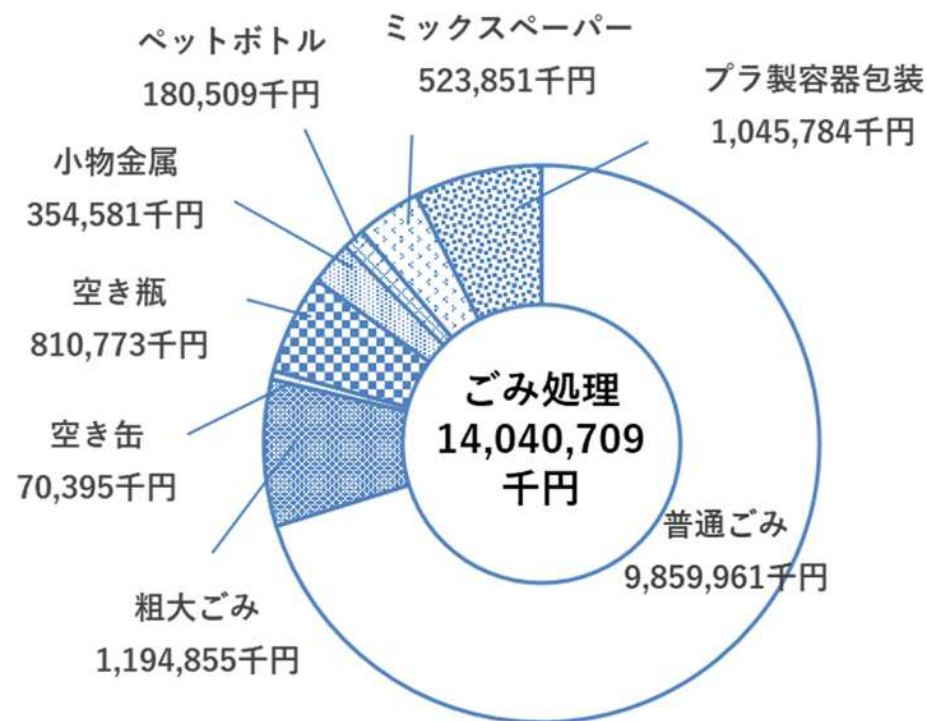 ペットボトル
180,509千円
ミックスペーパー
523,851千円
プラ製容器包装
1,045,784千円
小物金属
354,581千円
空き瓶
810,773千円
空き缶
70,395千円
粗大ごみ
1,194,855千円
ごみ処理
14,040,709
千円
普通ごみ
9,859,961千円